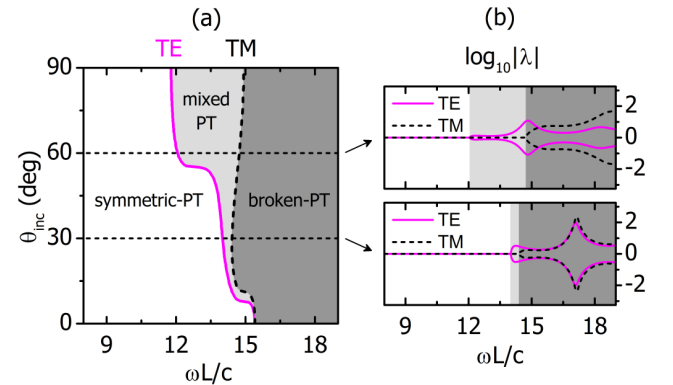 (a)
TE TM
90
60
30
0
θinc (deg)
mixed
PT
symmetric-PT
broken-PT
9 12 15 18
ωL/c
(b)
log10|λ|
TE
TM
2
0
-2
TE
TM
2
0
-2
9 12 15 18
ωL/c